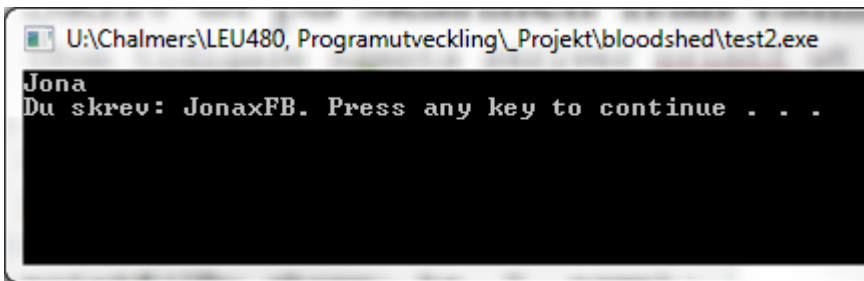 U:\Chalmers\LEU480, Programutveckling\_Projekt\bloodshed\test2.exe
Jona
Du skrev: JonaxFB. Press any key to continue . . .